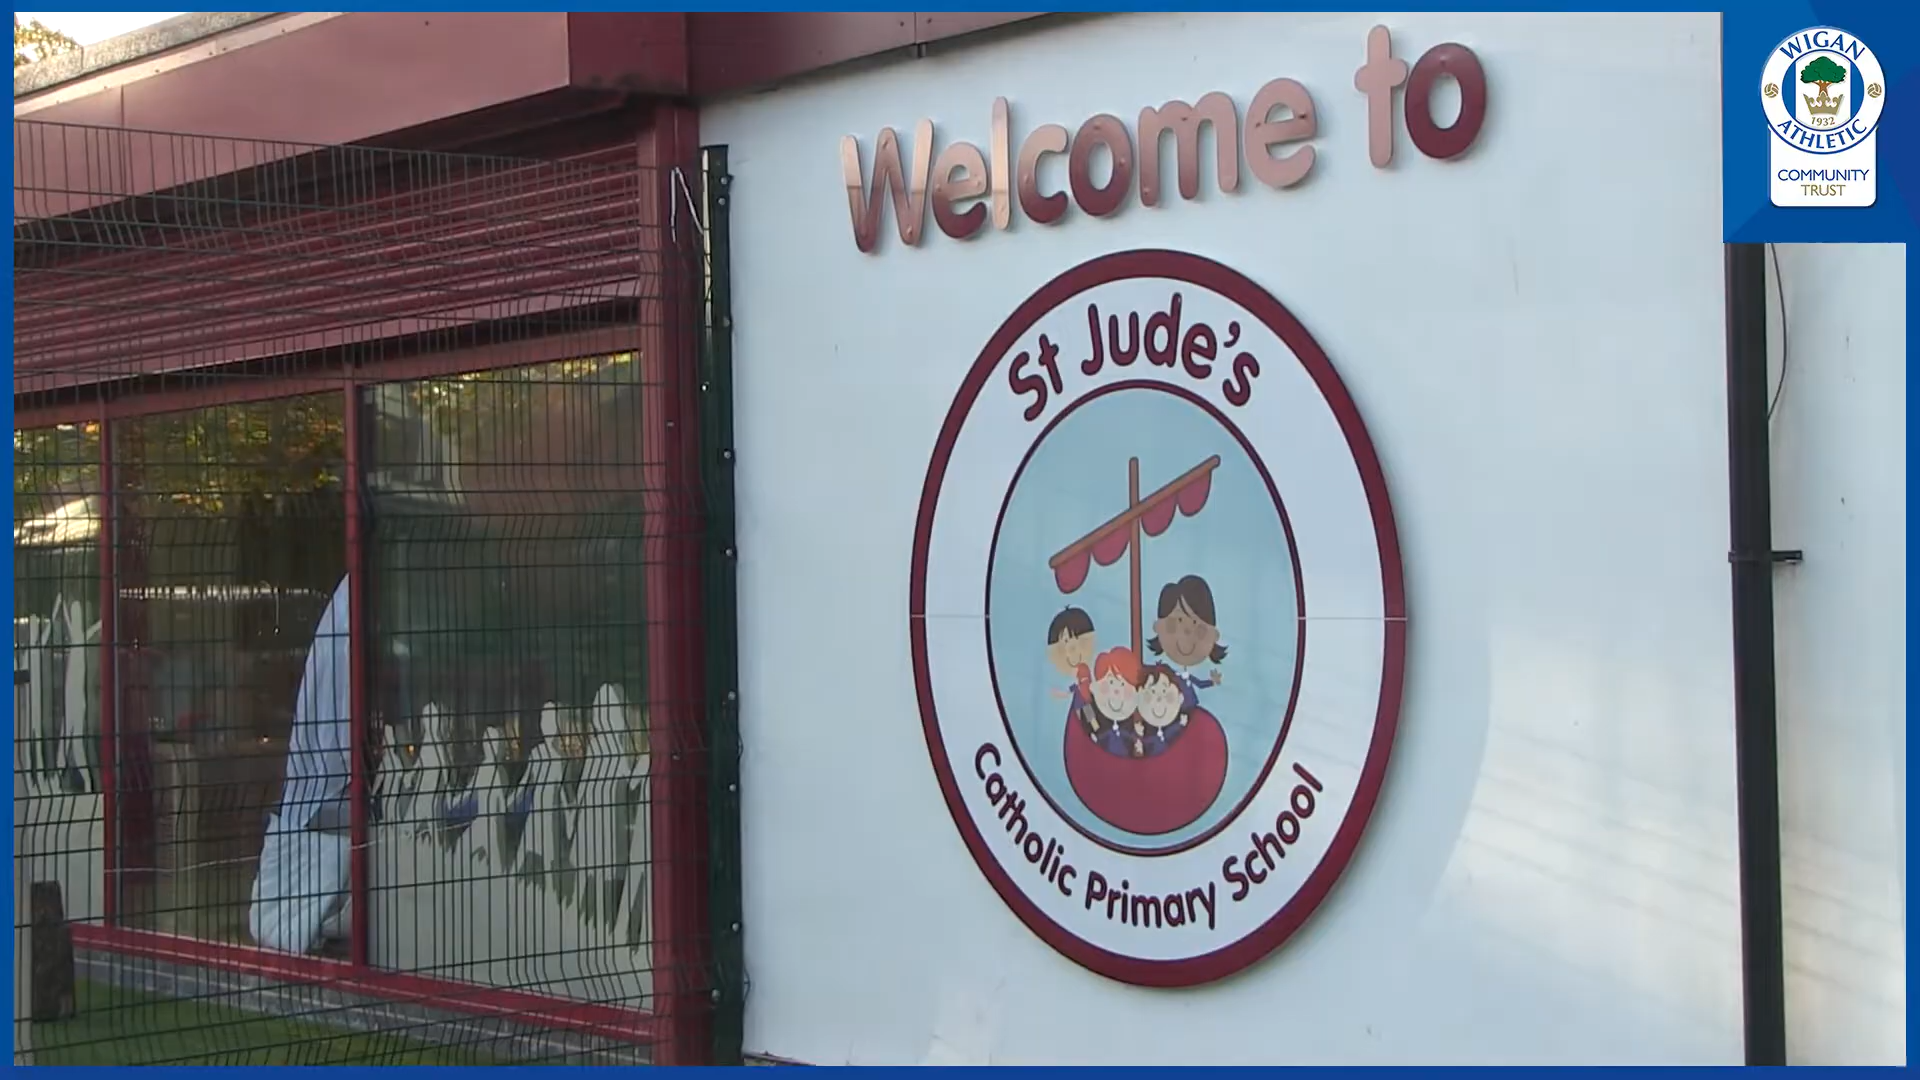 Welcome to
St Jude's
Catholic Primary School
WIGAN
ATHLETIC
1932
COMMUNITY
TRUST